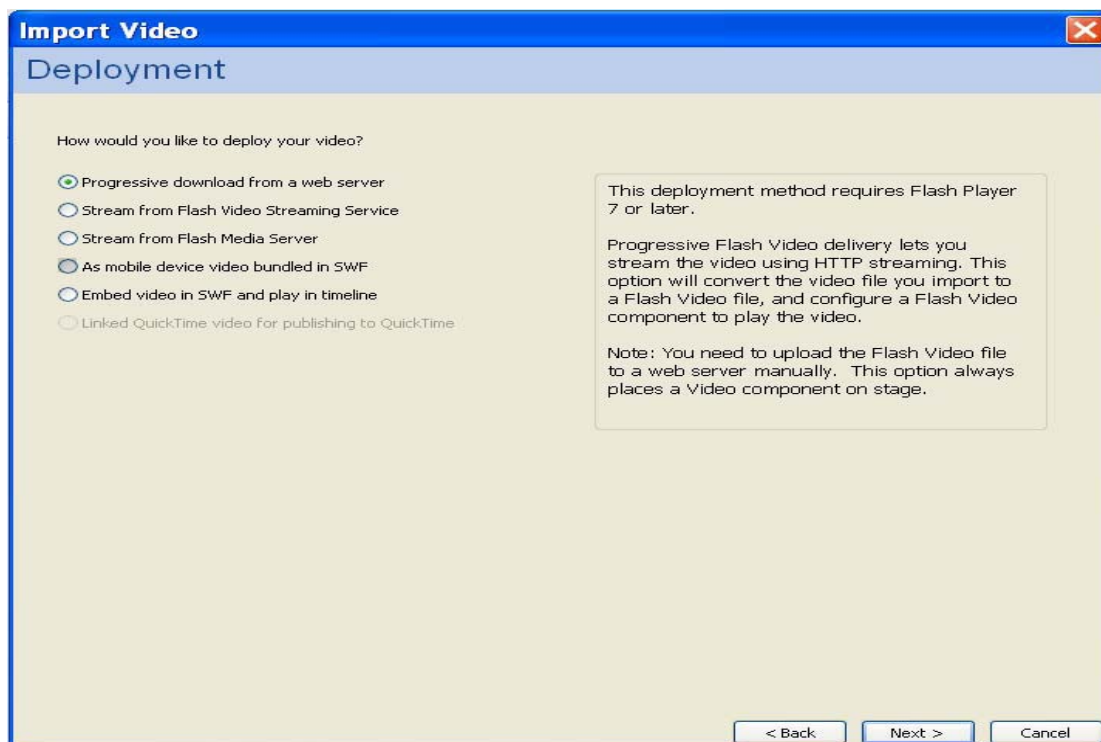 Import Video
Deployment
How would you like to deploy your video?
Progressive download from a web server
Stream from Flash Video Streaming Service
Stream from Flash Media Server
As mobile device video bundled in SWF
Embed video in SWF and play in timeline
Linked QuickTime video for publishing to QuickTime
This deployment method requires Flash Player
7 or later.
Progressive Flash Video delivery lets you
stream the video using HTTP streaming. This
option will convert the video file you import to
a Flash Video file, and configure a Flash Video
component to play the video.
Note: You need to upload the Flash Video file
to a web server manually. This option always
places a Video component on stage.
< Back
Next >
Cancel